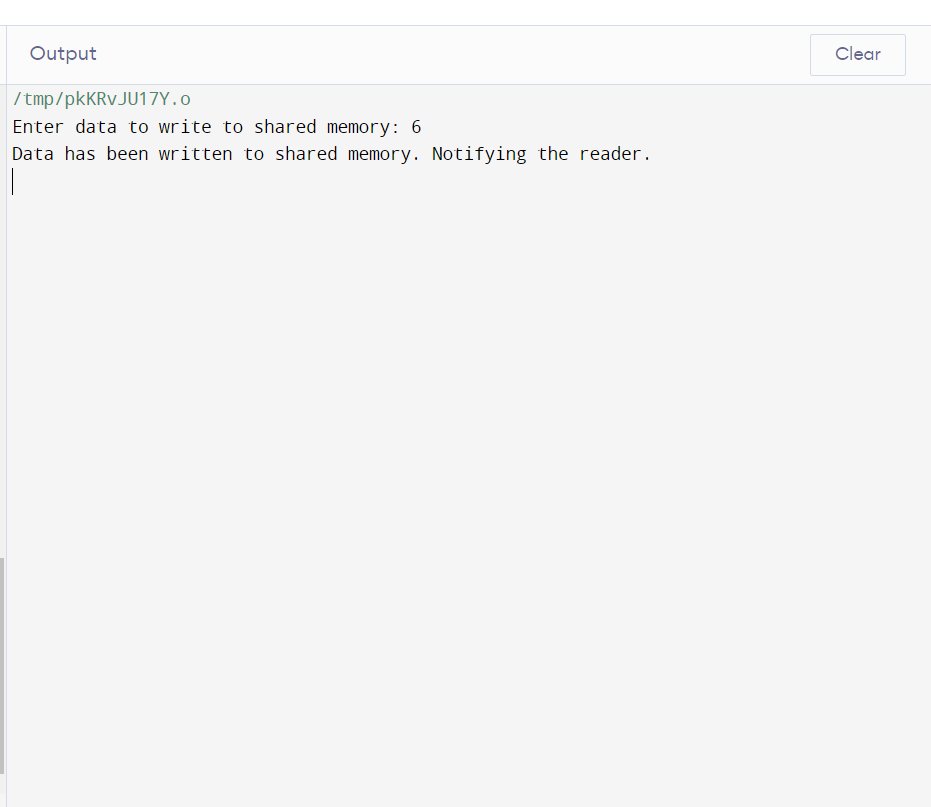 Output
Clear
/tmp/pkKRvJU17Y.o
Enter data to write to shared memory: 6
Data has been written to shared memory. Notifying the reader.